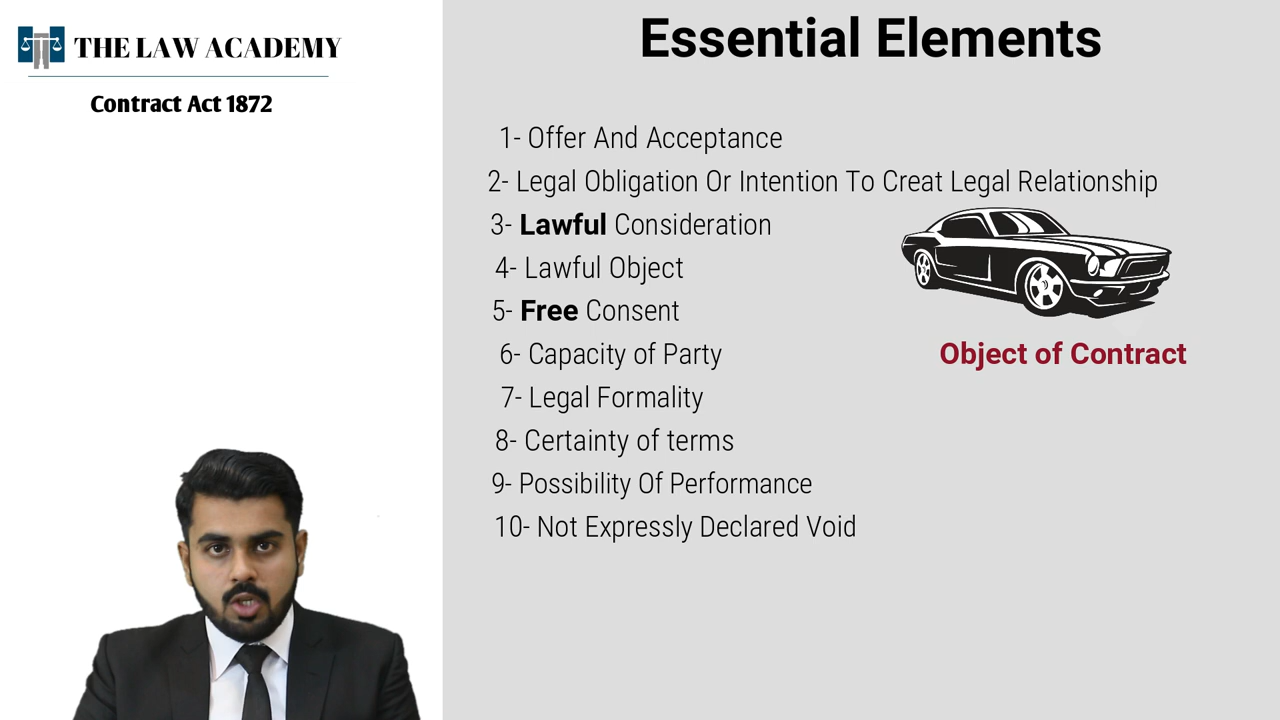 THE LAW ACADEMY
Contract Act 1872
Essential Elements
1- Offer And Acceptance
2- Legal Obligation Or Intention To Creat Legal Relationship
3- Lawful Consideration
4- Lawful Object
5- Free Consent
6- Capacity of Party
7- Legal Formality
8- Certainty of terms
9- Possibility Of Performance
10- Not Expressly Declared Void
Object of Contract